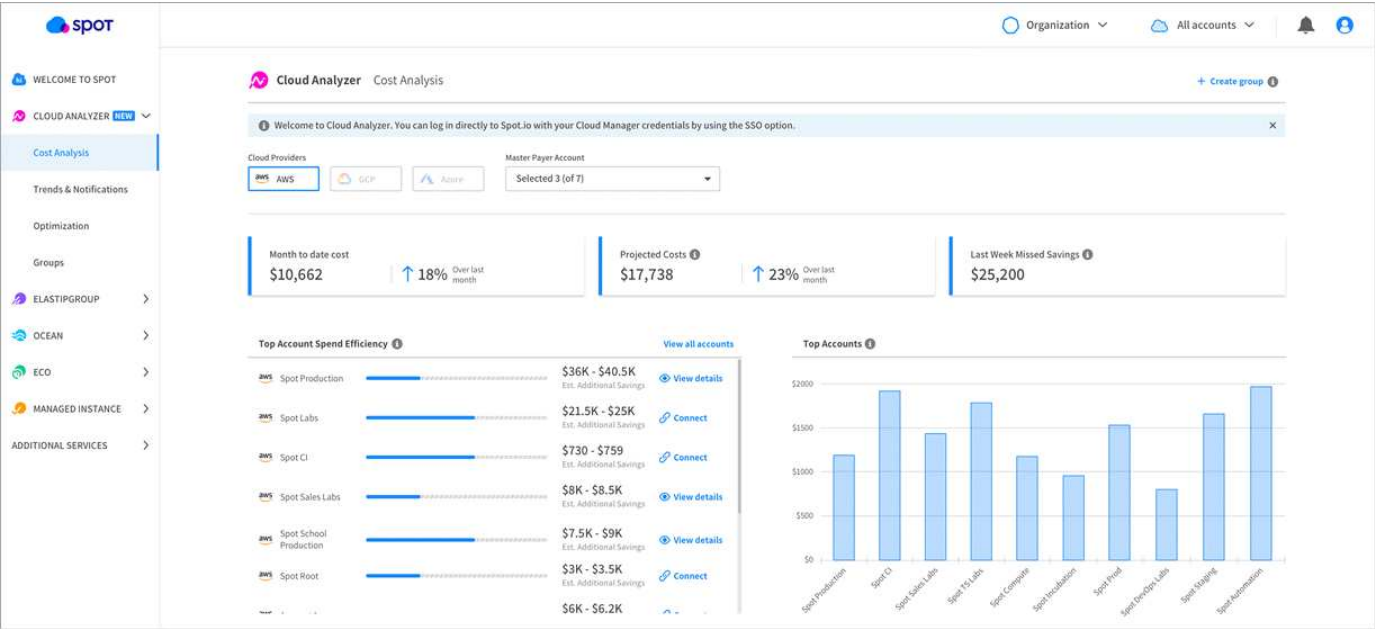 spot
Organization
All accounts
WELCOME TO SPOT
CLOUD ANALYZER NEW
Cost Analysis
Trends & Notifications
Optimization
Groups
ELASTIPGROUP
OCEAN
ECO
MANAGED INSTANCE
ADDITIONAL SERVICES
Cloud Analyzer Cost Analysis
+ Create group
Welcome to Cloud Analyzer. You can log in directly to Spot.io with your Cloud Manager credentials by using the SSO option.
Cloud Providers
aws AWS
GCP
Azure
Master Payer Account
Selected 3 (of 7)
Month to date cost
$10,662
18% Over last month
Projected Costs
$17,738
23% Over last month
Last Week Missed Savings
$25,200
Top Account Spend Efficiency
View all accounts
aws Spot Production
$36K - $40.5K
Est. Additional Savings
View details
aws Spot Labs
$21.5K - $25K
Est. Additional Savings
Connect
aws Spot CI
$730 - $759
Est. Additional Savings
Connect
aws Spot Sales Labs
$8K - $8.5K
Est. Additional Savings
View details
aws Spot School
Production
$7.5K - $9K
Est. Additional Savings
View details
aws Spot Root
$3K - $3.5K
Est. Additional Savings
Connect
$6K - $6.2K
Top Accounts
$2000
$1500
$1000
$500
$0
Spot Production
Spot CI
Spot Sales Labs
Spot TS Labs
Spot Compute
Spot Incubation
Spot Prod
Spot DevOps Labs
Spot Staging
Spot Automation